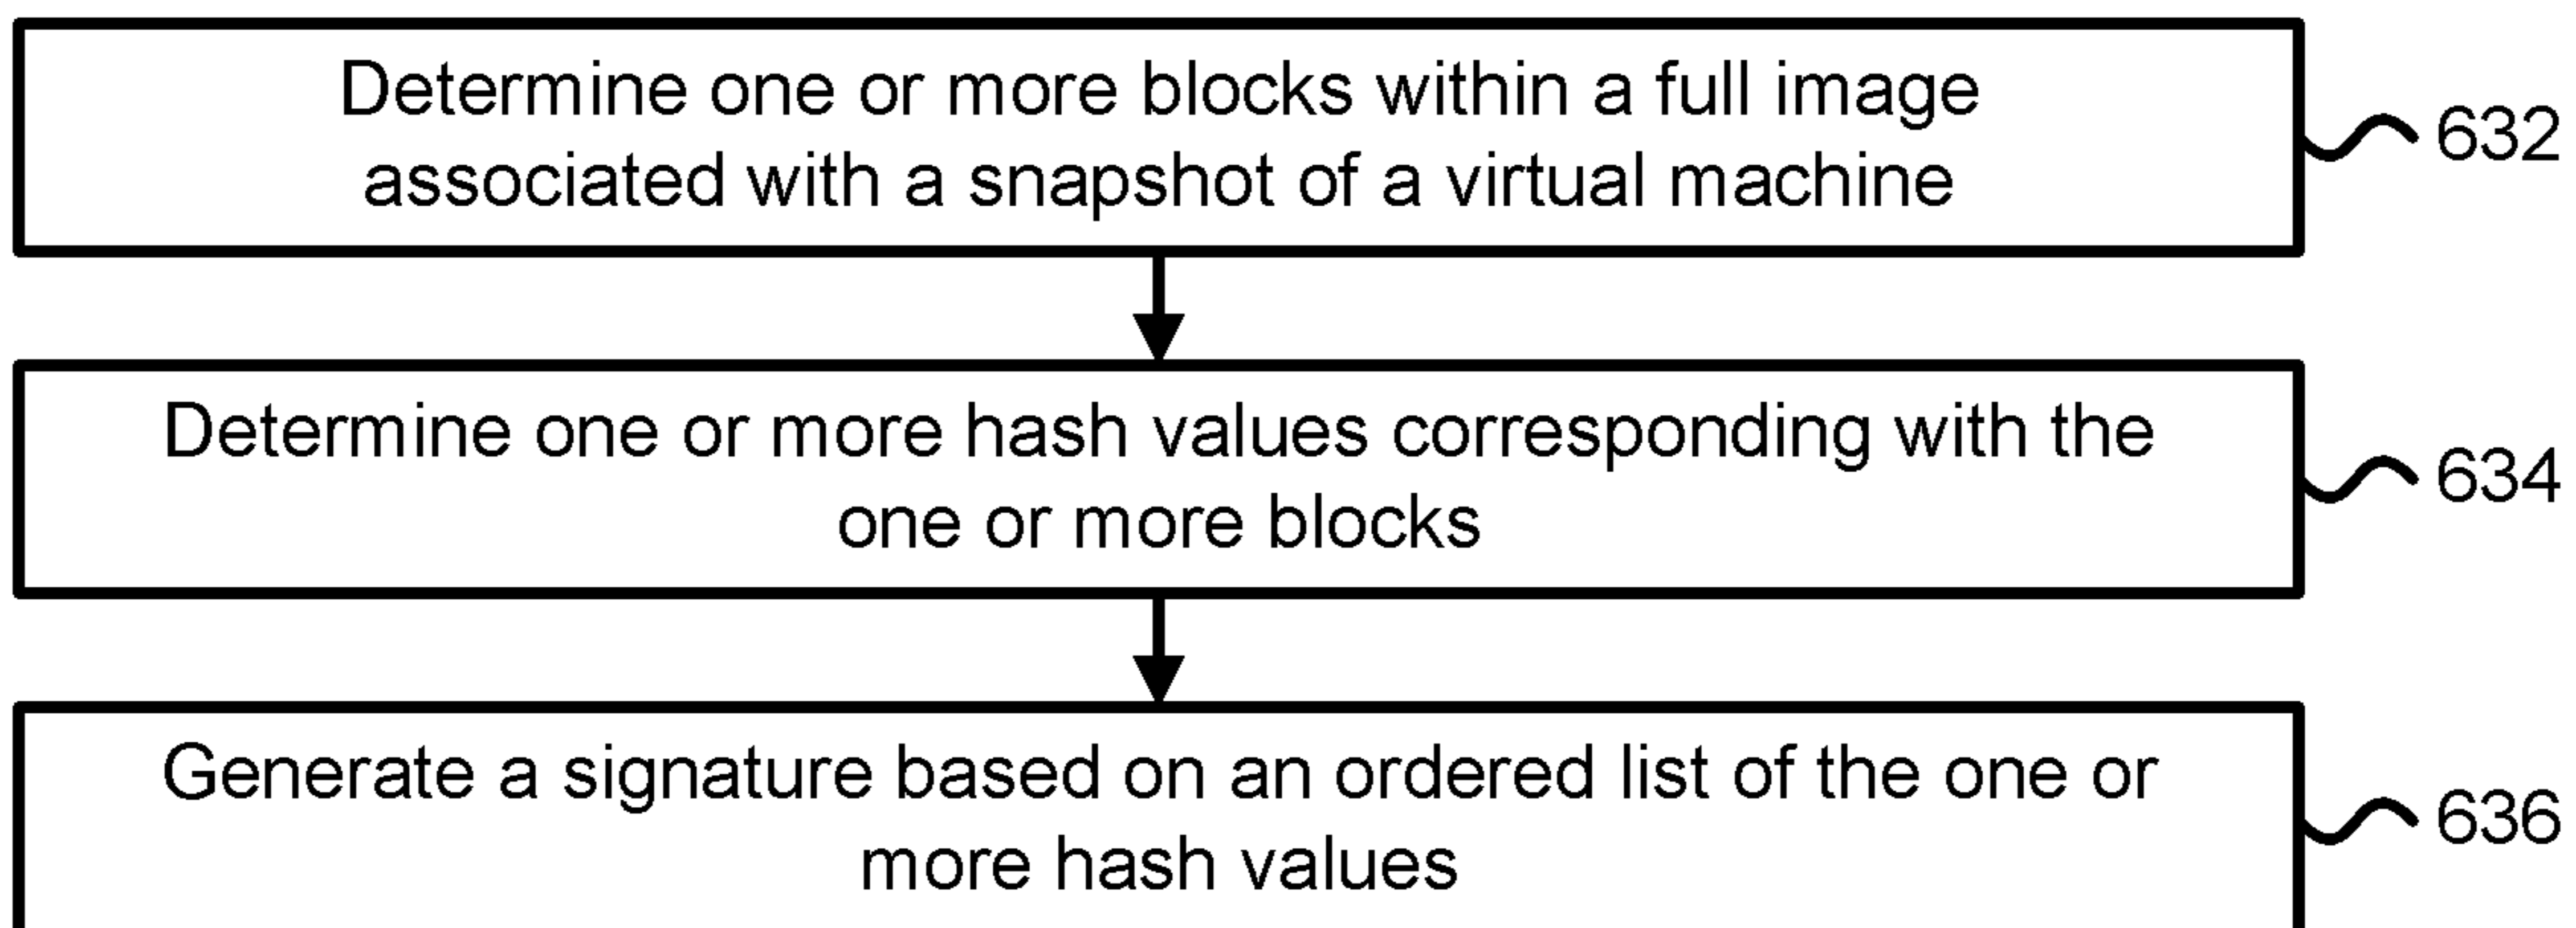 Determine one or more blocks within a full image
associated with a snapshot of a virtual machine
632
Determine one or more hash values corresponding with the
one or more blocks
634
Generate a signature based on an ordered list of the one or
more hash values
636